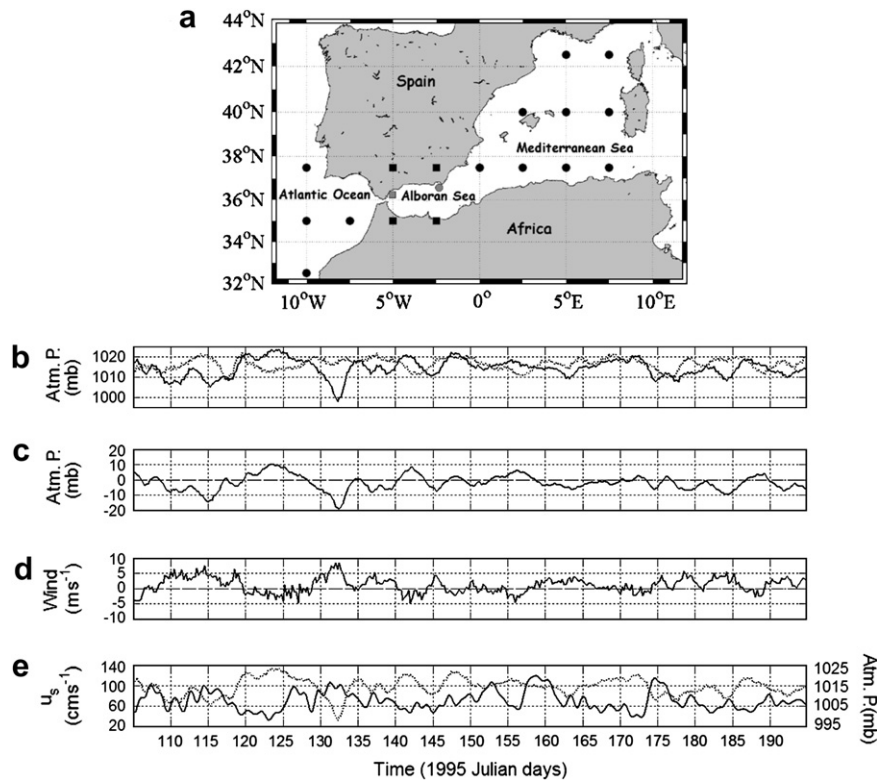 a
44°N
42°N
40°N
38°N
36°N
34°N
32°N
Spain
Mediterranean Sea
Atlantic Ocean
Alboran Sea
Africa
10°W
5°W
0°
5°E
10°E
b
Atm. P.
(mb)
1020
1010
1000
c
Atm. P.
(mb)
20
10
0
-10
-20
d
Wind
(ms-1)
10
5
0
-5
-10
e
us
(cms-1)
140
100
60
20
1025
1015
1005
995
Atm. P.(mb)
110 115 120 125 130 135 140 145 150 155 160 165 170 175 180 185 190
Time (1995 Julian days)